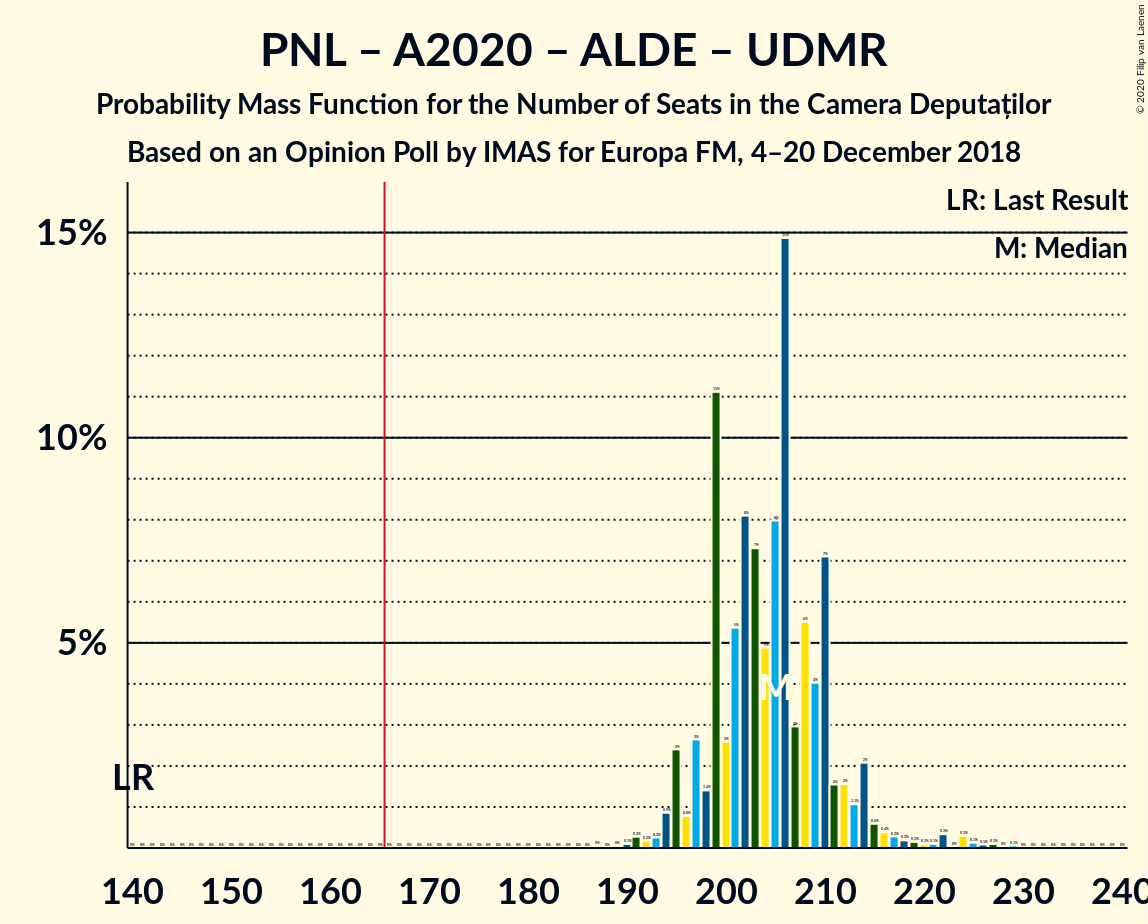 PNL – A2020 – ALDE – UDMR
Probability Mass Function for the Number of Seats in the Camera Deputaților
Based on an Opinion Poll by IMAS for Europa FM, 4–20 December 2018
© 2020 Filip van Laenen
LR: Last Result
M: Median
15%
10%
5%
LR
M
140 150 160 170 180 190 200 210 220 230 240